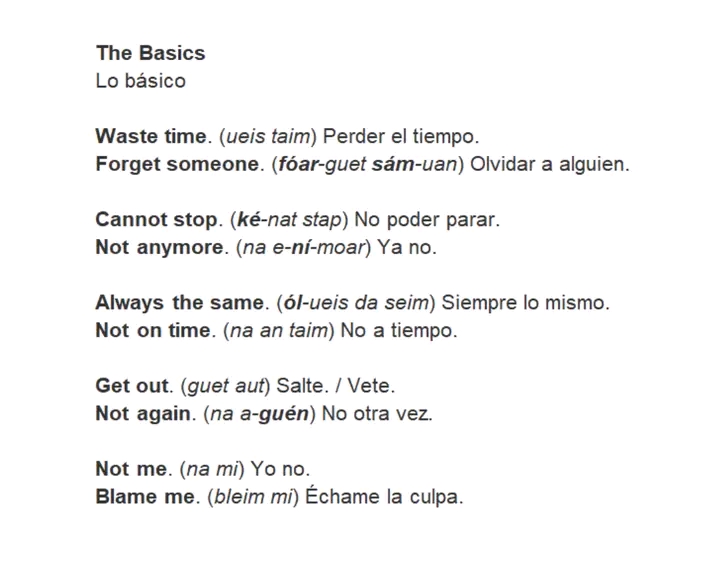 The Basics
Lo básico
Waste time. (ueis taim) Perder el tiempo.
Forget someone. (fóar-guet sám-uan) Olvidar a alguien.
Cannot stop. (ké-nat stap) No poder parar.
Not anymore. (na e-ní-moar) Ya no.
Always the same. (ól-ueis da seim) Siempre lo mismo.
Not on time. (na an taim) No a tiempo.
Get out. (guet aut) Salte. / Vete.
Not again. (na a-guén) No otra vez.
Not me. (na mi) Yo no.
Blame me. (bleim mi) Échame la culpa.